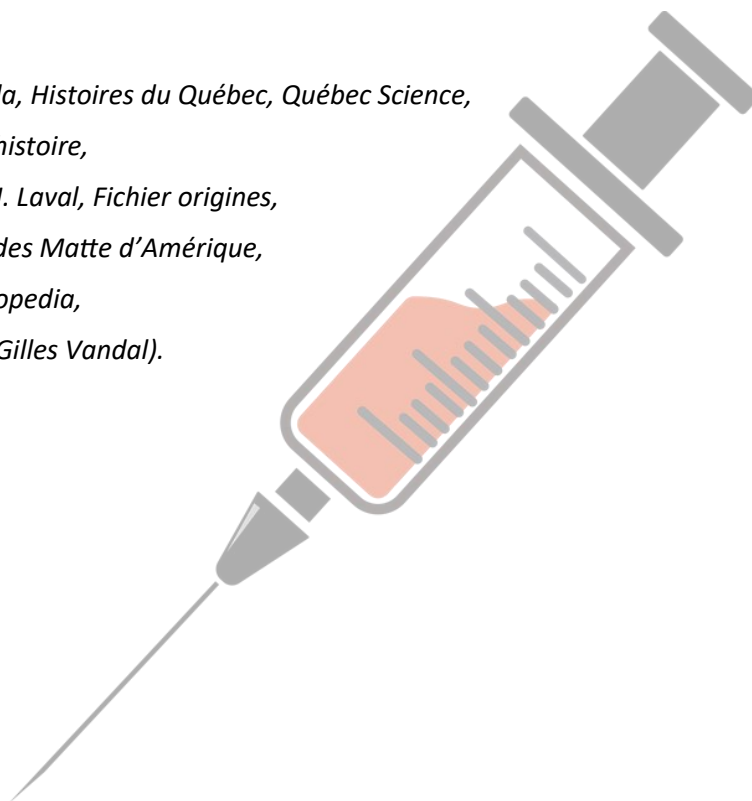 da, Histoires du Québec, Québec Science,
histoire,
. Laval, Fichier origines,
des Matte d’Amérique,
opedia,
Gilles Vandal).